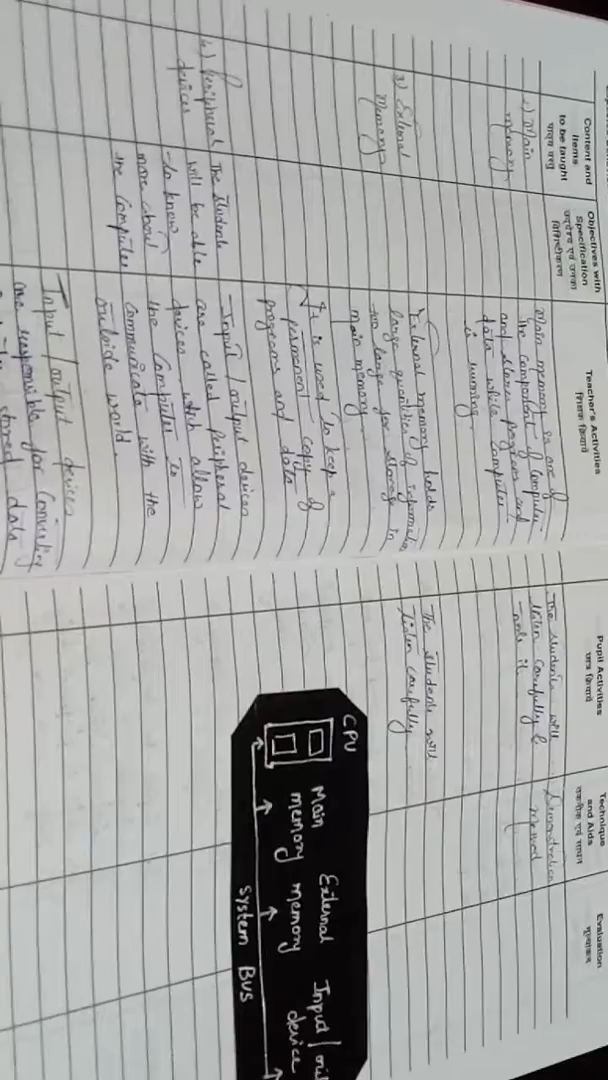 Content and
Items
to be taught
पाठ्य वस्तु
Objectives with
Specification
उद्देश्य एवं उनका
विशिष्टीकरण
Teacher's Activities
शिक्षक क्रियायें
Pupil Activities
छात्र क्रियायें
Technique
and Aids
तकनीक एवं साधन
Evaluation
मूल्यांकन
2) Main
memory
Main memory is one of
the component of computer
and stores program and
data while computer
is running.
The students will
listen carefully &
note it
Demonstration
method
3) External
Memory
External memory holds
large quantities of information
too large for storage in
main memory.
It is used to keep a
permanent copy of
programs and data
The students will
listen carefully
4) Peripheral
devices
The students
will be able
to know
more about
the computer
Input / output devices
are called peripheral
devices which allow
the computer to
communicate with the
outside world.
Input / output devices
are responsible for
stored data
CPU
Main
memory
External
memory
Input /
device
System Bus